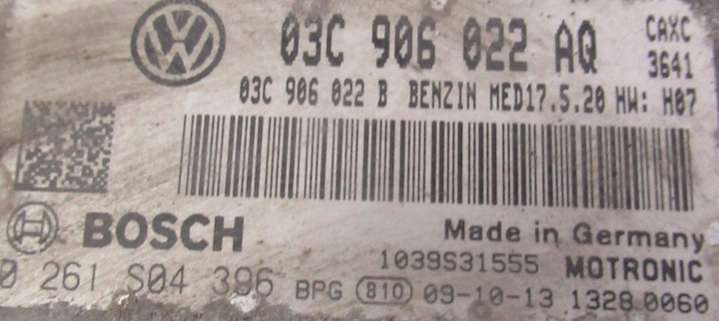 03C 906 022 AQ CAXC
3641
03C 906 022 B BENZIN MED17.5.20 HW: H07
BOSCH Made in Germany
1039S31555 MOTRONIC
0 261 S04 396 BPG 810 09-10-13 1328 0060